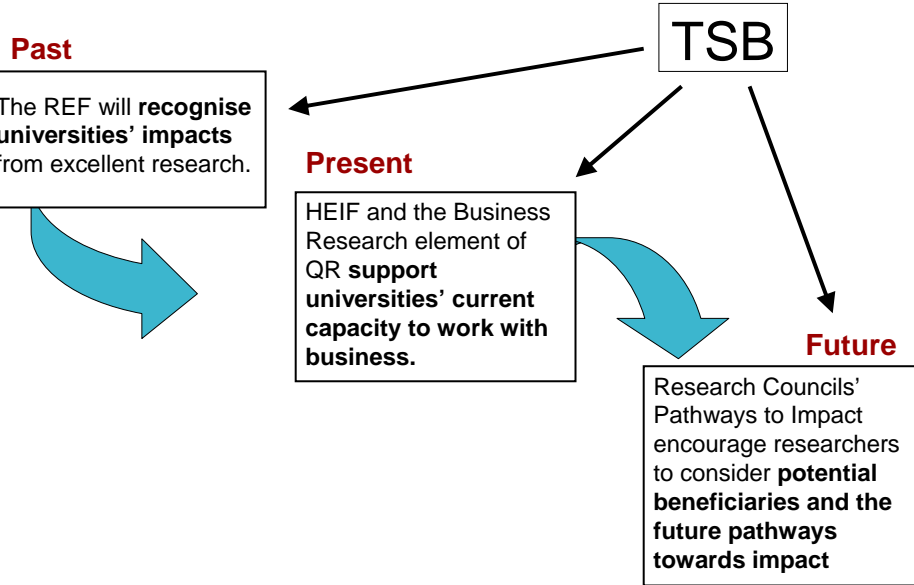 TSB
Past
The REF will recognise
universities’ impacts
from excellent research.
Present
HEIF and the Business
Research element of
QR support
universities’ current
capacity to work with
business.
Future
Research Councils’
Pathways to Impact
encourage researchers
to consider potential
beneficiaries and the
future pathways
towards impact